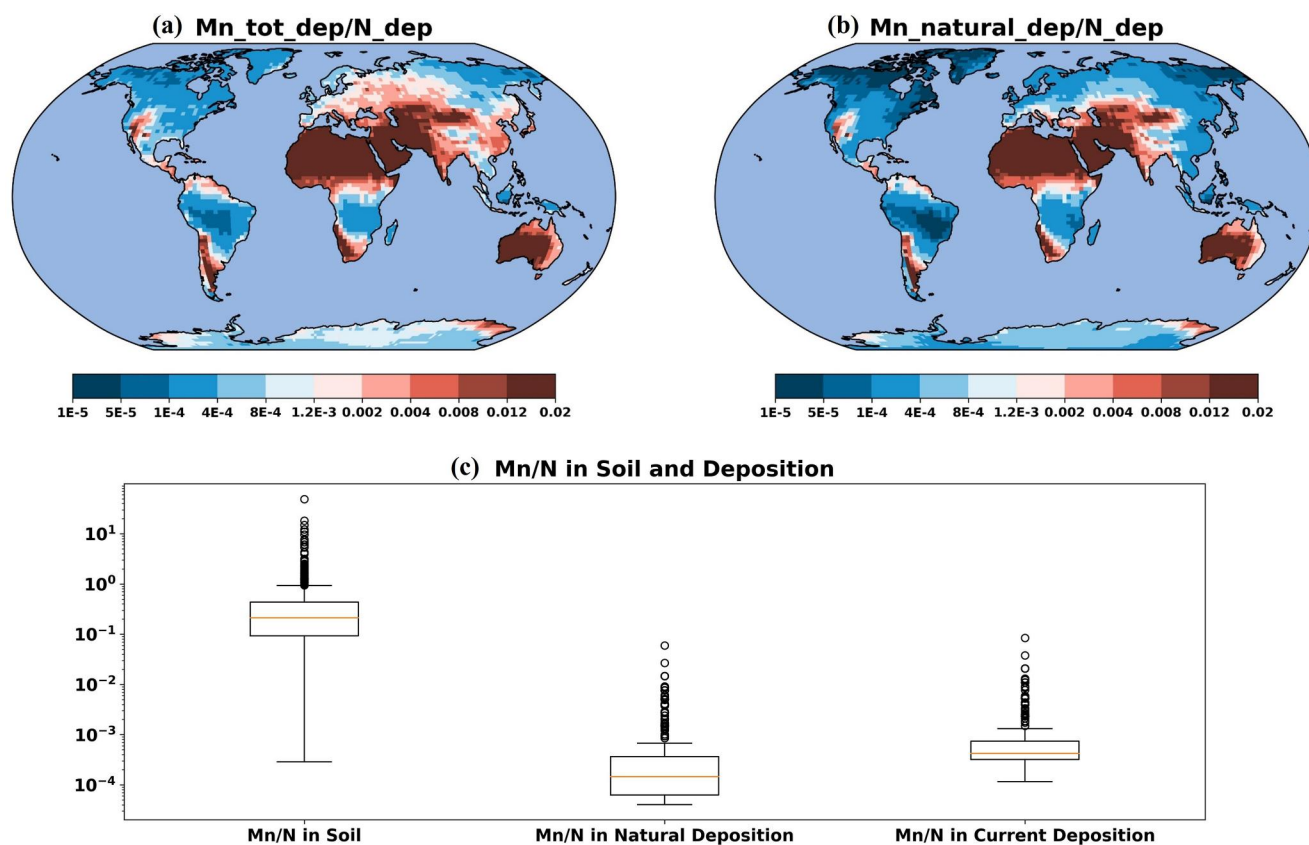 (a) Mn_tot_dep/N_dep
(b) Mn_natural_dep/N_dep
1E-5 5E-5 1E-4 4E-4 8E-4 1.2E-3 0.002 0.004 0.008 0.012 0.02
1E-5 5E-5 1E-4 4E-4 8E-4 1.2E-3 0.002 0.004 0.008 0.012 0.02
(c) Mn/N in Soil and Deposition
10¹
10⁰
10⁻¹
10⁻²
10⁻³
10⁻⁴
Mn/N in Soil
Mn/N in Natural Deposition
Mn/N in Current Deposition